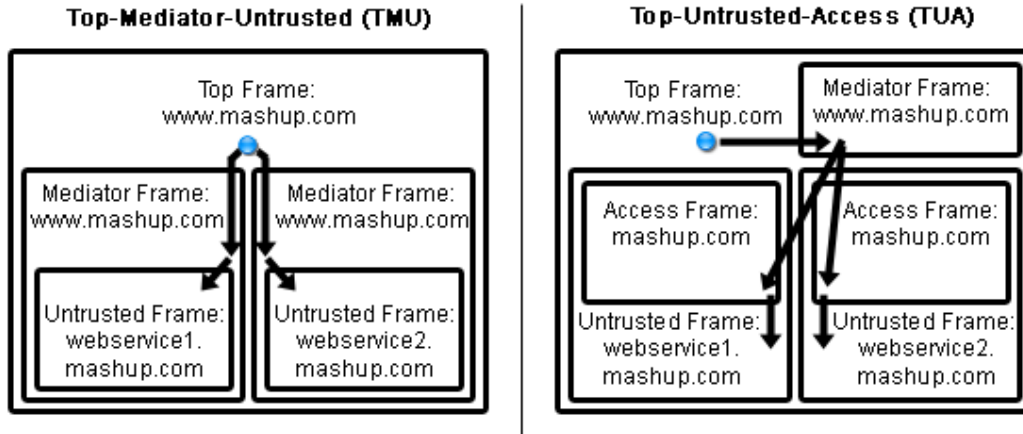 Top-Mediator-Untrusted (TMU)
Top Frame:
www.mashup.com
Mediator Frame:
www.mashup.com
Mediator Frame:
www.mashup.com
Untrusted Frame:
webservice1.
mashup.com
Untrusted Frame:
webservice2.
mashup.com
Top-Untrusted-Access (TUA)
Top Frame:
www.mashup.com
Mediator Frame:
www.mashup.com
Access Frame:
mashup.com
Access Frame:
mashup.com
Untrusted Frame:
webservice1.
mashup.com
Untrusted Frame:
webservice2.
mashup.com